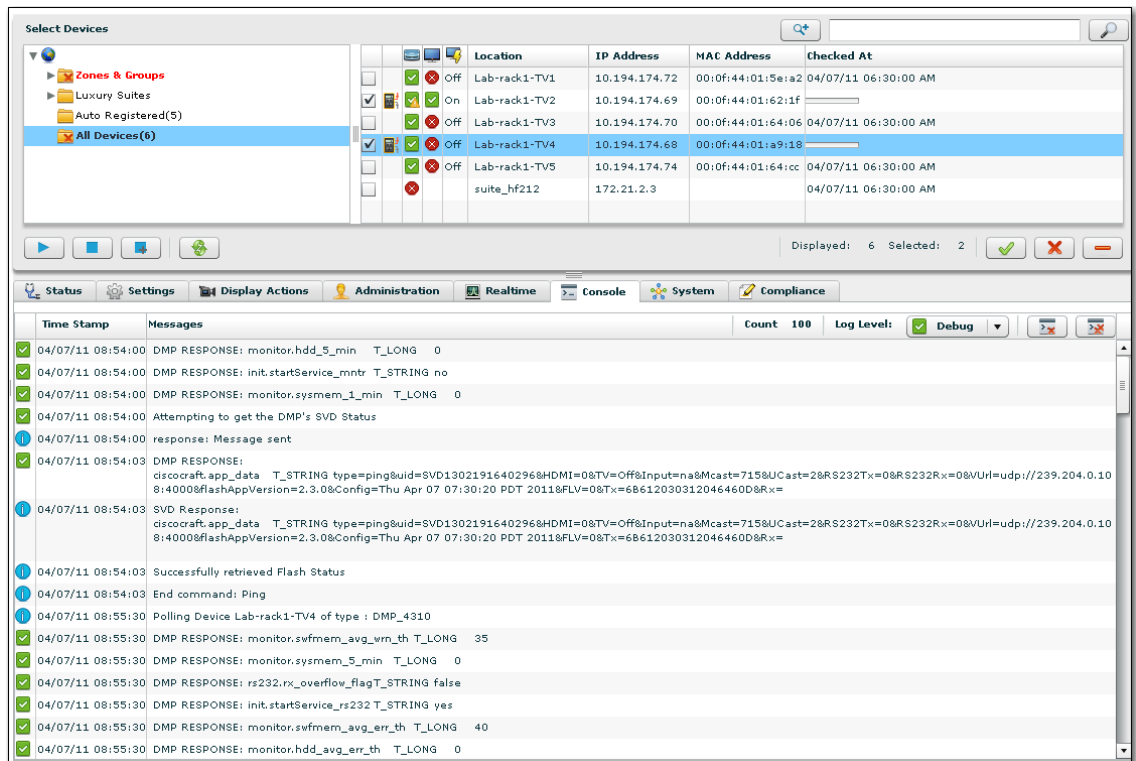 Select Devices
Zones & Groups
Luxury Suites
Auto Registered(5)
All Devices(6)
Location IP Address MAC Address Checked At
Off Lab-rack1-TV1 10.194.174.72 00:0f:44:01:5e:a2 04/07/11 06:30:00 AM
On Lab-rack1-TV2 10.194.174.69 00:0f:44:01:62:1f
Off Lab-rack1-TV3 10.194.174.70 00:0f:44:01:64:06 04/07/11 06:30:00 AM
Off Lab-rack1-TV4 10.194.174.68 00:0f:44:01:a9:18
Off Lab-rack1-TV5 10.194.174.74 00:0f:44:01:64:cc 04/07/11 06:30:00 AM
suite_hf212 172.21.2.3 04/07/11 06:30:00 AM
Displayed: 6 Selected: 2
Status Settings Display Actions Administration Realtime Console System Compliance
Time Stamp Messages Count 100 Log Level: Debug
04/07/11 08:54:00 DMP RESPONSE: monitor.hdd_5_min T_LONG 0
04/07/11 08:54:00 DMP RESPONSE: init.startService_mntr T_STRING no
04/07/11 08:54:00 DMP RESPONSE: monitor.sysmem_1_min T_LONG 0
04/07/11 08:54:00 Attempting to get the DMP's SVD Status
04/07/11 08:54:00 response: Message sent
04/07/11 08:54:03 DMP RESPONSE:
ciscocraft.app_data T_STRING type=ping&uid=SVD1302191640296&HDMI=0&TV=Off&Input=na&Mcast=715&UCast=2&RS232Tx=0&RS232Rx=0&VUrl=udp://239.204.0.10
8:4000&flashAppVersion=2.3.0&Config=Thu Apr 07 07:30:20 PDT 2011&FLV=0&Tx=6B612030312046460D&Rx=
04/07/11 08:54:03 SVD Response:
ciscocraft.app_data T_STRING type=ping&uid=SVD1302191640296&HDMI=0&TV=Off&Input=na&Mcast=715&UCast=2&RS232Tx=0&RS232Rx=0&VUrl=udp://239.204.0.10
8:4000&flashAppVersion=2.3.0&Config=Thu Apr 07 07:30:20 PDT 2011&FLV=0&Tx=6B612030312046460D&Rx=
04/07/11 08:54:03 Successfully retrieved Flash Status
04/07/11 08:54:03 End command: Ping
04/07/11 08:55:30 Polling Device Lab-rack1-TV4 of type : DMP_4310
04/07/11 08:55:30 DMP RESPONSE: monitor.swfmem_avg_wrn_th T_LONG 35
04/07/11 08:55:30 DMP RESPONSE: monitor.sysmem_5_min T_LONG 0
04/07/11 08:55:30 DMP RESPONSE: rs232.rx_overflow_flagT_STRING false
04/07/11 08:55:30 DMP RESPONSE: init.startService_rs232 T_STRING yes
04/07/11 08:55:30 DMP RESPONSE: monitor.swfmem_avg_err_th T_LONG 40
04/07/11 08:55:30 DMP RESPONSE: monitor.hdd_avg_err_th T_LONG 0